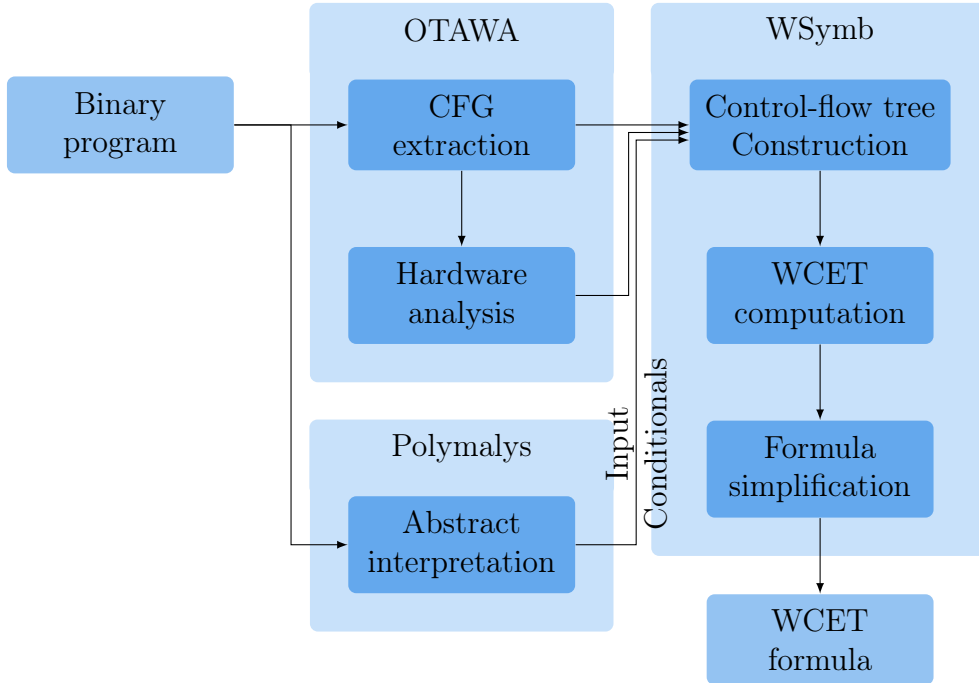 OTAWA
WSymb
Binary
program
CFG
extraction
Control-flow tree
Construction
Hardware
analysis
WCET
computation
Input
Conditionals
Polymalys
Abstract
interpretation
Formula
simplification
WCET
formula